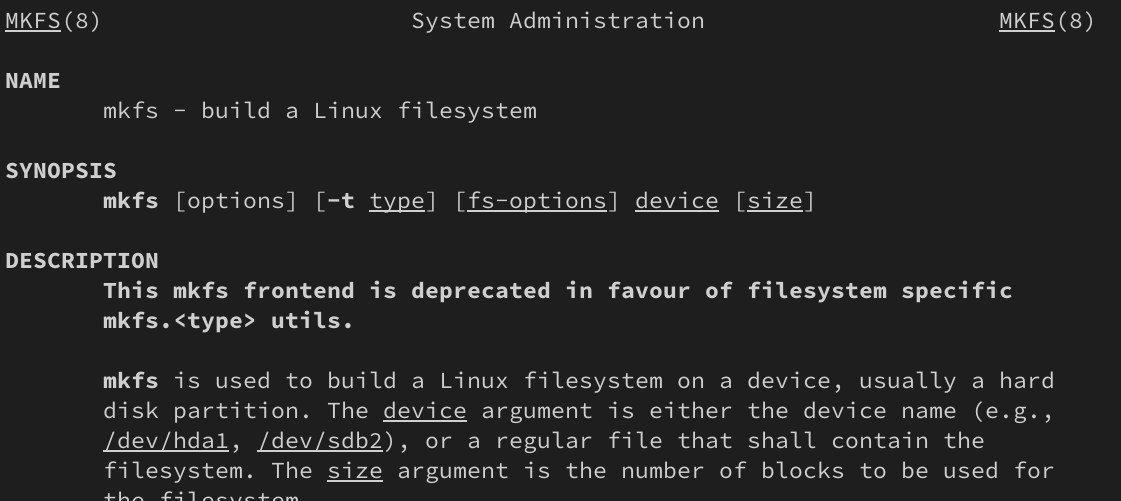 MKFS(8) System Administration MKFS(8)
NAME
mkfs - build a Linux filesystem
SYNOPSIS
mkfs [options] [-t type] [fs-options] device [size]
DESCRIPTION
This mkfs frontend is deprecated in favour of filesystem specific
mkfs.<type> utils.
mkfs is used to build a Linux filesystem on a device, usually a hard
disk partition. The device argument is either the device name (e.g.,
/dev/hda1, /dev/sdb2), or a regular file that shall contain the
filesystem. The size argument is the number of blocks to be used for
the filesystem.